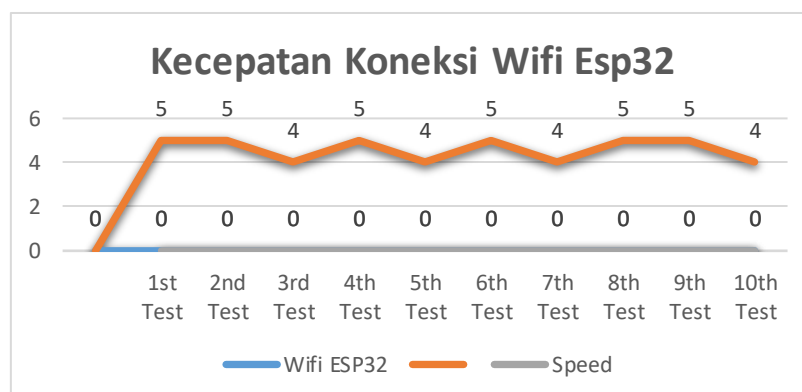 Kecepatan Koneksi Wifi Esp32
5 5 4 5 4 5 4 5 5 4
6
4
2
0 0 0 0 0 0 0 0 0 0 0
0
1st Test 2nd Test 3rd Test 4th Test 5th Test 6th Test 7th Test 8th Test 9th Test 10th Test
Wifi ESP32 Speed